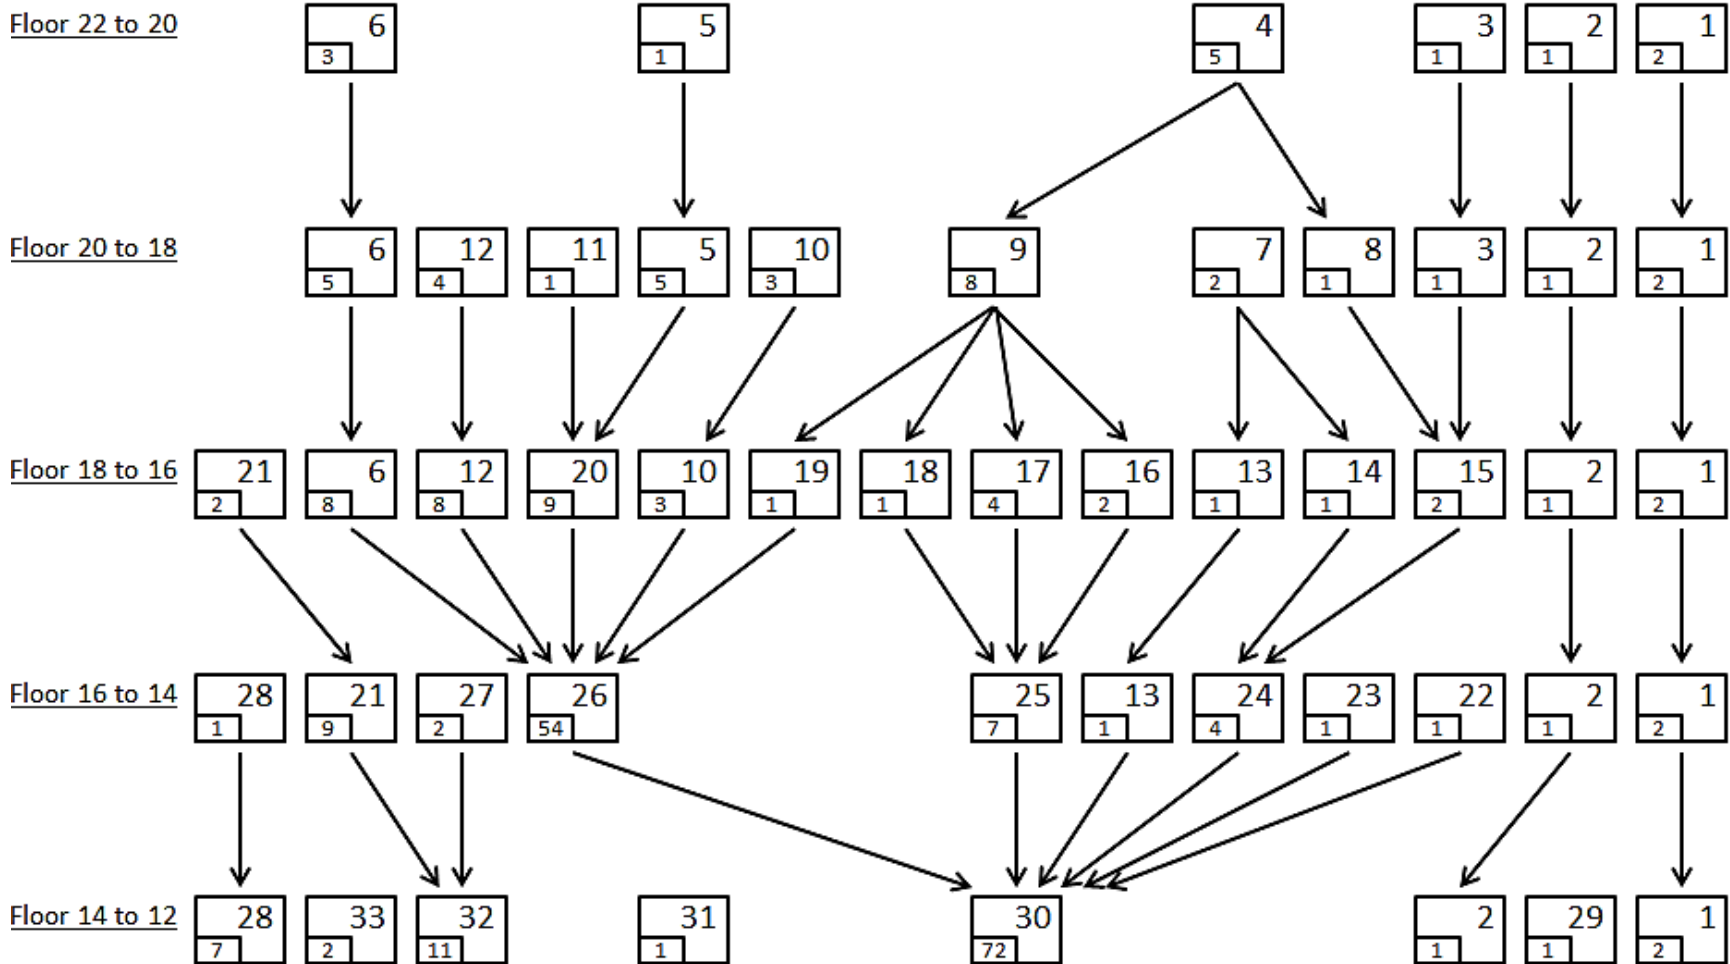 Floor 22 to 20 6 5 4 3 2 1
3 1 5 1 1 2
Floor 20 to 18 6 12 11 5 10 9 7 8 3 2 1
5 4 1 5 3 8 2 1 1 1 2
Floor 18 to 16 21 6 12 20 10 19 18 17 16 13 14 15 2 1
2 8 8 9 3 1 1 4 2 1 1 2 1 2
Floor 16 to 14 28 21 27 26 25 13 24 23 22 2 1
1 9 2 54 7 1 4 1 1 1 2
Floor 14 to 12 28 33 32 31 30 2 29 1
7 2 11 1 72 1 1 2